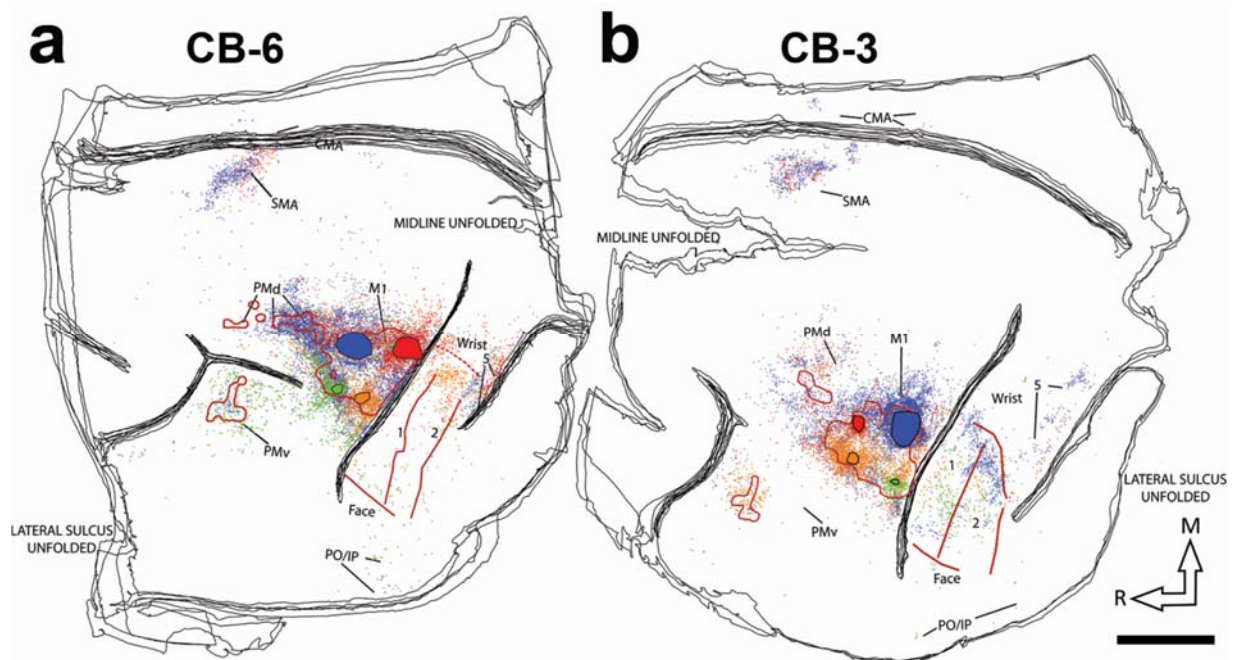 a
CB-6
CMA
SMA
MIDLINE UNFOLDED
PMd
M1
Wrist
5
1
2
PMv
Face
LATERAL SULCUS
UNFOLDED
PO/IP
b
CB-3
CMA
SMA
MIDLINE UNFOLDED
PMd
M1
5
Wrist
1
LATERAL SULCUS
UNFOLDED
2
PMv
M
Face
R
PO/IP